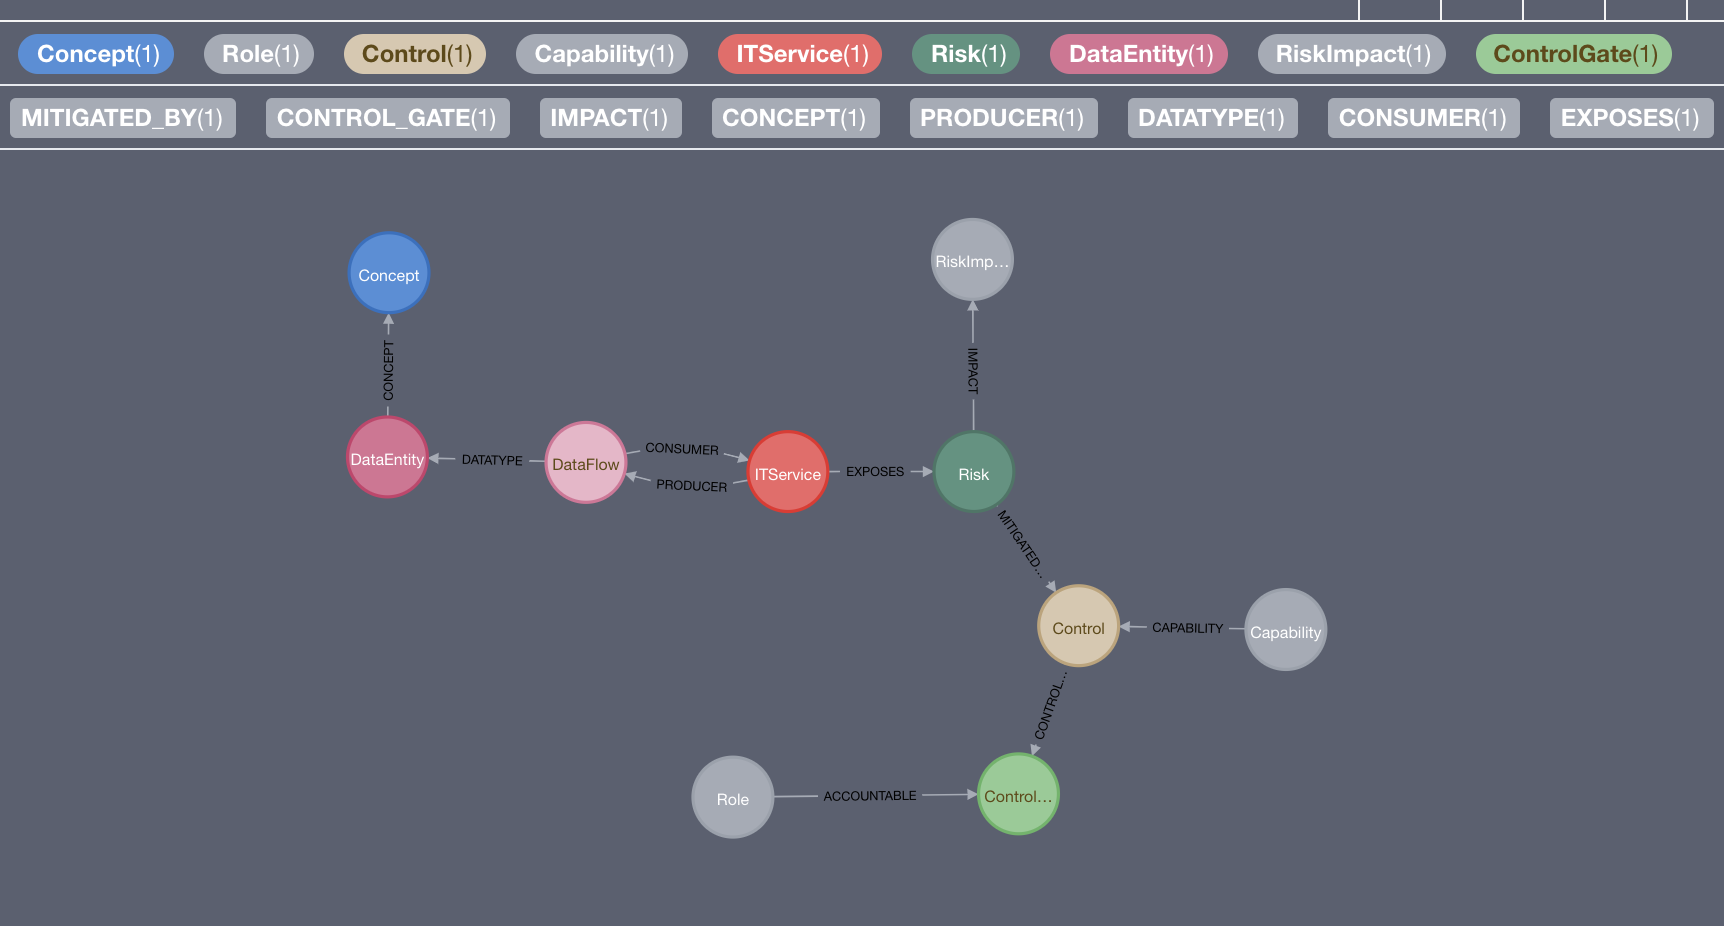 Concept(1) Role(1) Control(1) Capability(1) ITService(1) Risk(1) DataEntity(1) RiskImpact(1) ControlGate(1)
MITIGATED_BY(1) CONTROL_GATE(1) IMPACT(1) CONCEPT(1) PRODUCER(1) DATATYPE(1) CONSUMER(1) EXPOSES(1)
RiskImp...
Concept
IMPACT
CONCEPT
CONSUMER
DataEntity
DATATYPE
DataFlow
ITService
EXPOSES
Risk
PRODUCER
MITIGATED...
Control
CAPABILITY
Capability
CONTROL...
Role
ACCOUNTABLE
Control...